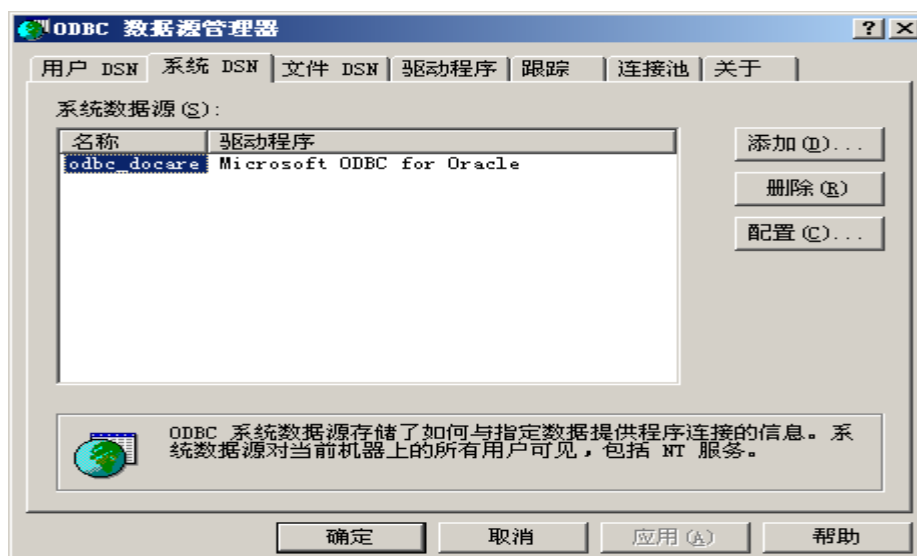 ODBC 数据源管理器
用户 DSN 系统 DSN 文件 DSN 驱动程序 跟踪 连接池 关于
系统数据源(S):
名称 驱动程序
odbc_docare Microsoft ODBC for Oracle
添加(D)...
删除(R)
配置(C)...
ODBC 系统数据源存储了如何与指定数据提供程序连接的信息。系
统数据源对当前机器上的所有用户可见，包括 NT 服务。
确定 取消 应用(A) 帮助